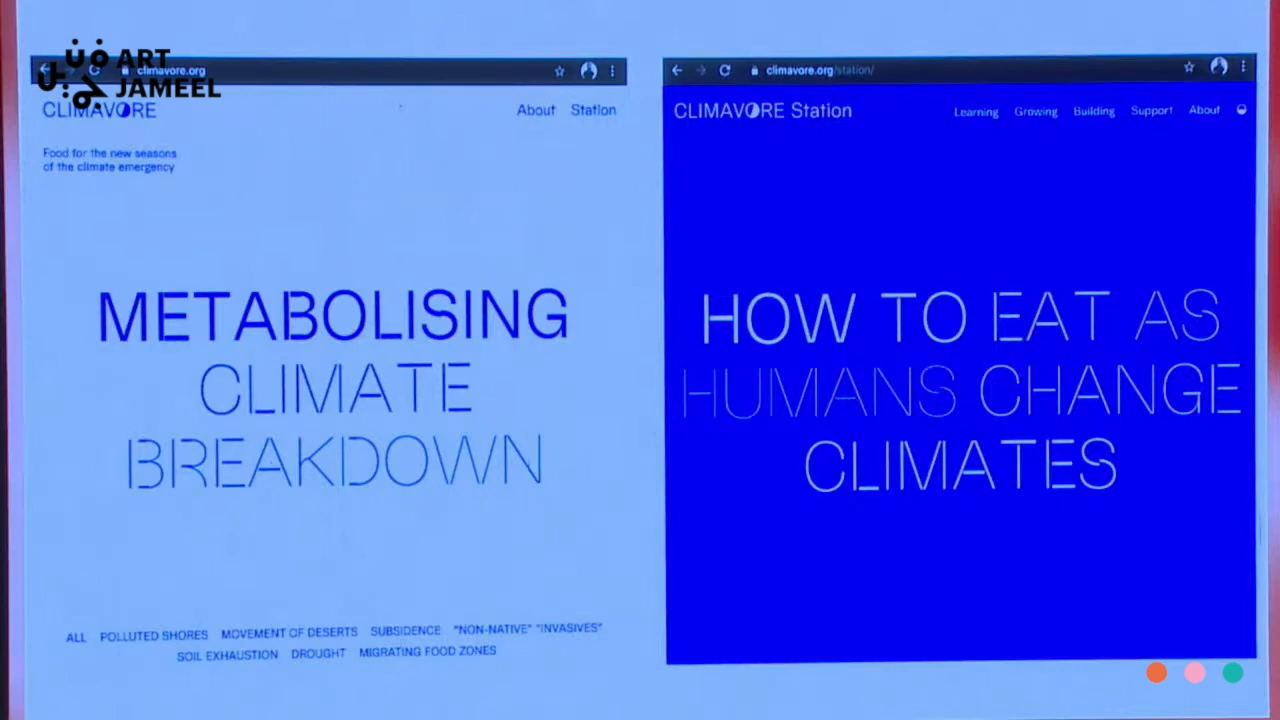 فن
جميل
ART
JAMEEL
climavore.org
CLIMAVORE
About Station
Food for the new seasons
of the climate emergency
METABOLISING
CLIMATE
BREAKDOWN
ALL POLLUTED SHORES MOVEMENT OF DESERTS SUBSIDENCE "NON-NATIVE" "INVASIVES"
SOIL EXHAUSTION DROUGHT MIGRATING FOOD ZONES
climavore.org/station/
CLIMAVORE Station
Learning Growing Building Support About
HOW TO EAT AS
HUMANS CHANGE
CLIMATES